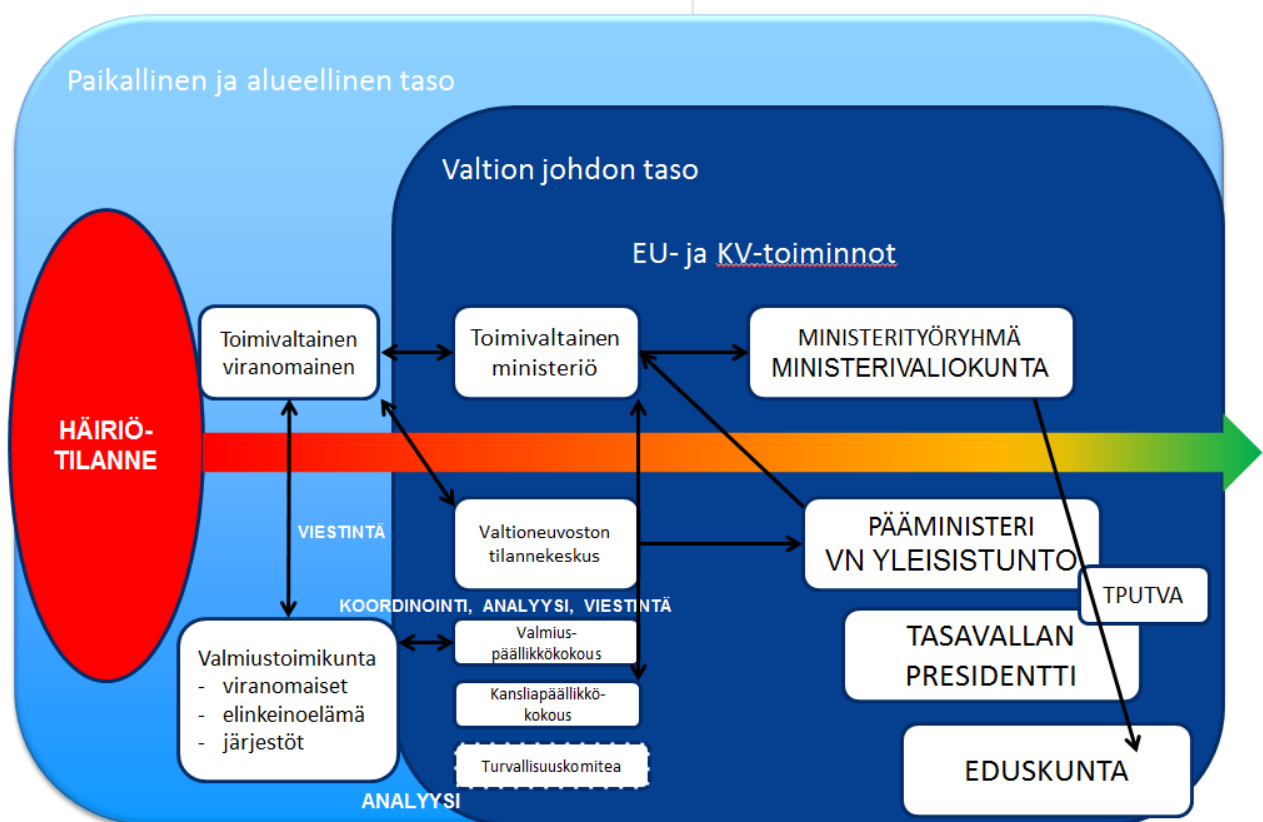 Paikallinen ja alueellinen taso
Valtion johdon taso
EU- ja KV-toiminnot
HÄIRIÖ-
TILANNE
Toimivaltainen
viranomainen
Toimivaltainen
ministeriö
MINISTERITYÖRYHMÄ
MINISTERIVALIOKUNTA
VIESTINTÄ
Valtioneuvoston
tilannekeskus
PÄÄMINISTERI
VN YLEISISTUNTO
TPUTVA
KOORDINOINTI, ANALYYSI, VIESTINTÄ
Valmiustoimikunta
- viranomaiset
- elinkeinoelämä
- järjestöt
Valmius-
päällikkökokous
Kansliapäällikkö-
kokous
Turvallisuuskomitea
TASAVALLAN
PRESIDENTTI
EDUSKUNTA
ANALYYSI